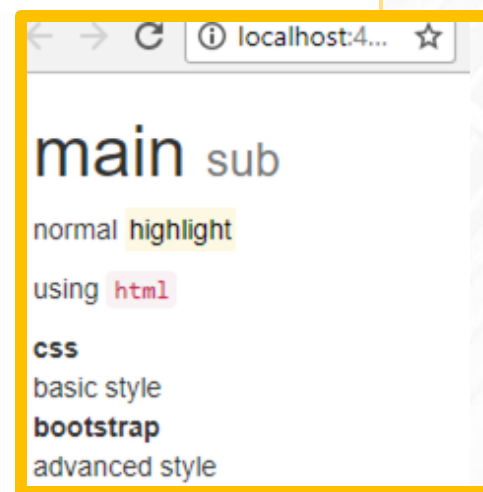 localhost:4...
main sub
normal highlight
using html
css
basic style
bootstrap
advanced style